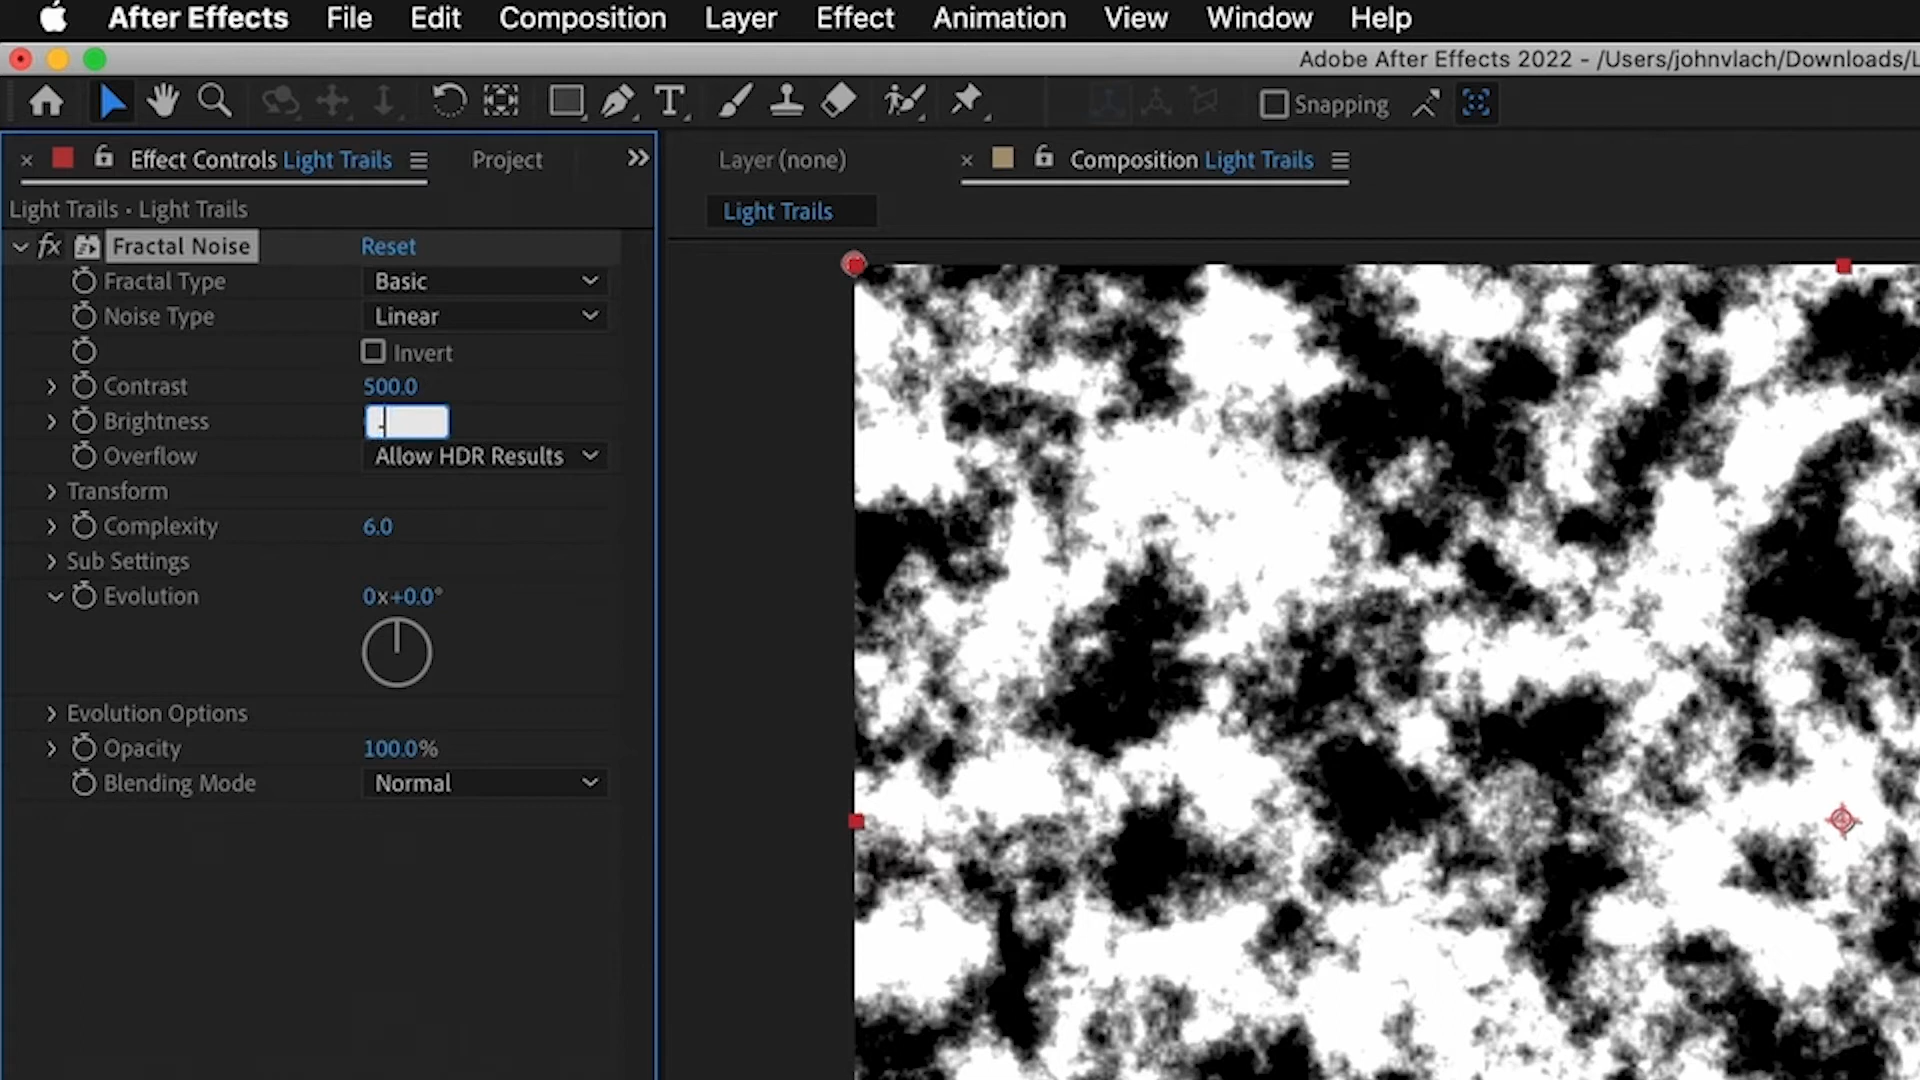 After Effects File Edit Composition Layer Effect Animation View Window Help
Adobe After Effects 2022 - /Users/johnvlach/Downloads/L
T Snapping
Effect Controls Light Trails Project
Layer (none) Composition Light Trails
Light Trails · Light Trails
Light Trails
fx Fractal Noise Reset
Fractal Type Basic
Noise Type Linear
Invert
Contrast 500.0
Brightness -
Overflow Allow HDR Results
Transform
Complexity 6.0
Sub Settings
Evolution 0x+0.0°
Evolution Options
Opacity 100.0%
Blending Mode Normal